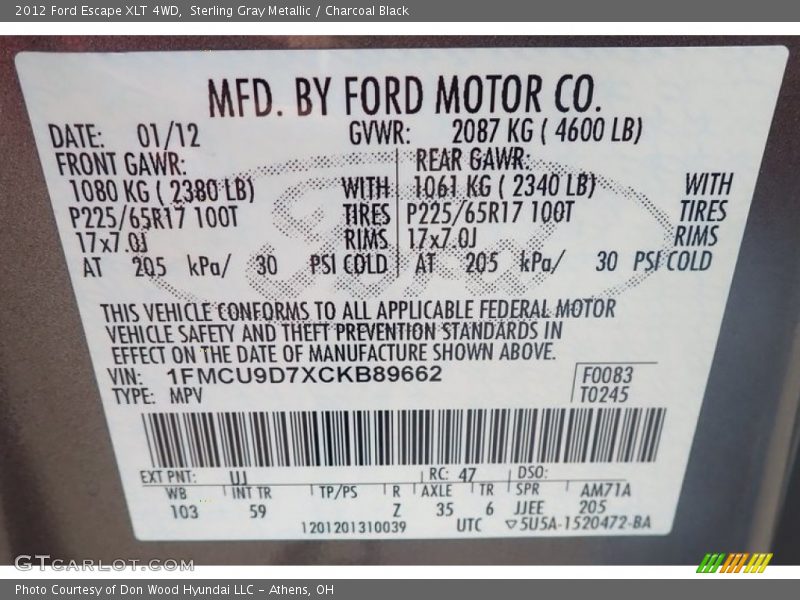 2012 Ford Escape XLT 4WD, Sterling Gray Metallic / Charcoal Black
MFD. BY FORD MOTOR CO.
DATE: 01/12 GVWR: 2087 KG ( 4600 LB)
FRONT GAWR: REAR GAWR:
1080 KG ( 2380 LB) WITH 1061 KG ( 2340 LB) WITH
P225/65R17 100T TIRES P225/65R17 100T TIRES
17x7.0J RIMS 17x7.0J RIMS
AT 205 kPa/ 30 PSI COLD AT 205 kPa/ 30 PSI COLD
THIS VEHICLE CONFORMS TO ALL APPLICABLE FEDERAL MOTOR
VEHICLE SAFETY AND THEFT PREVENTION STANDARDS IN
EFFECT ON THE DATE OF MANUFACTURE SHOWN ABOVE.
VIN: 1FMCU9D7XCKB89662 F0083
TYPE: MPV T0245
EXT PNT: UJ RC: 47 DSO:
WB INT TR TP/PS R AXLE TR SPR AM71A
103 59 Z 35 6 JJEE 205
1201201310039 UTC ▽5U5A-1520472-BA
GTCARLOT.COM
Photo Courtesy of Don Wood Hyundai LLC - Athens, OH